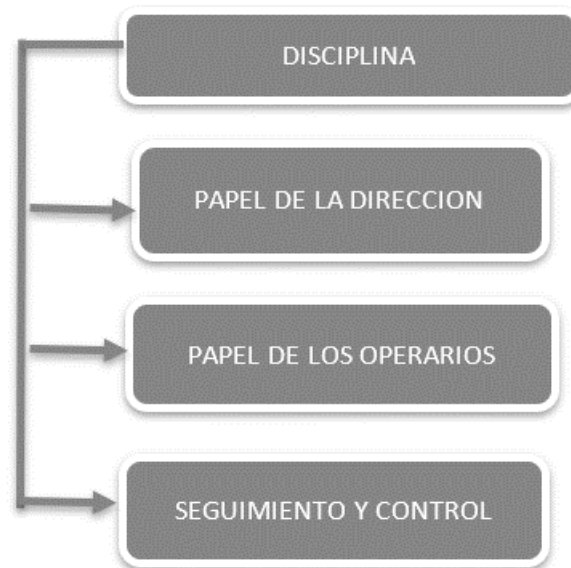 DISCIPLINA
PAPEL DE LA DIRECCION
PAPEL DE LOS OPERARIOS
SEGUIMIENTO Y CONTROL